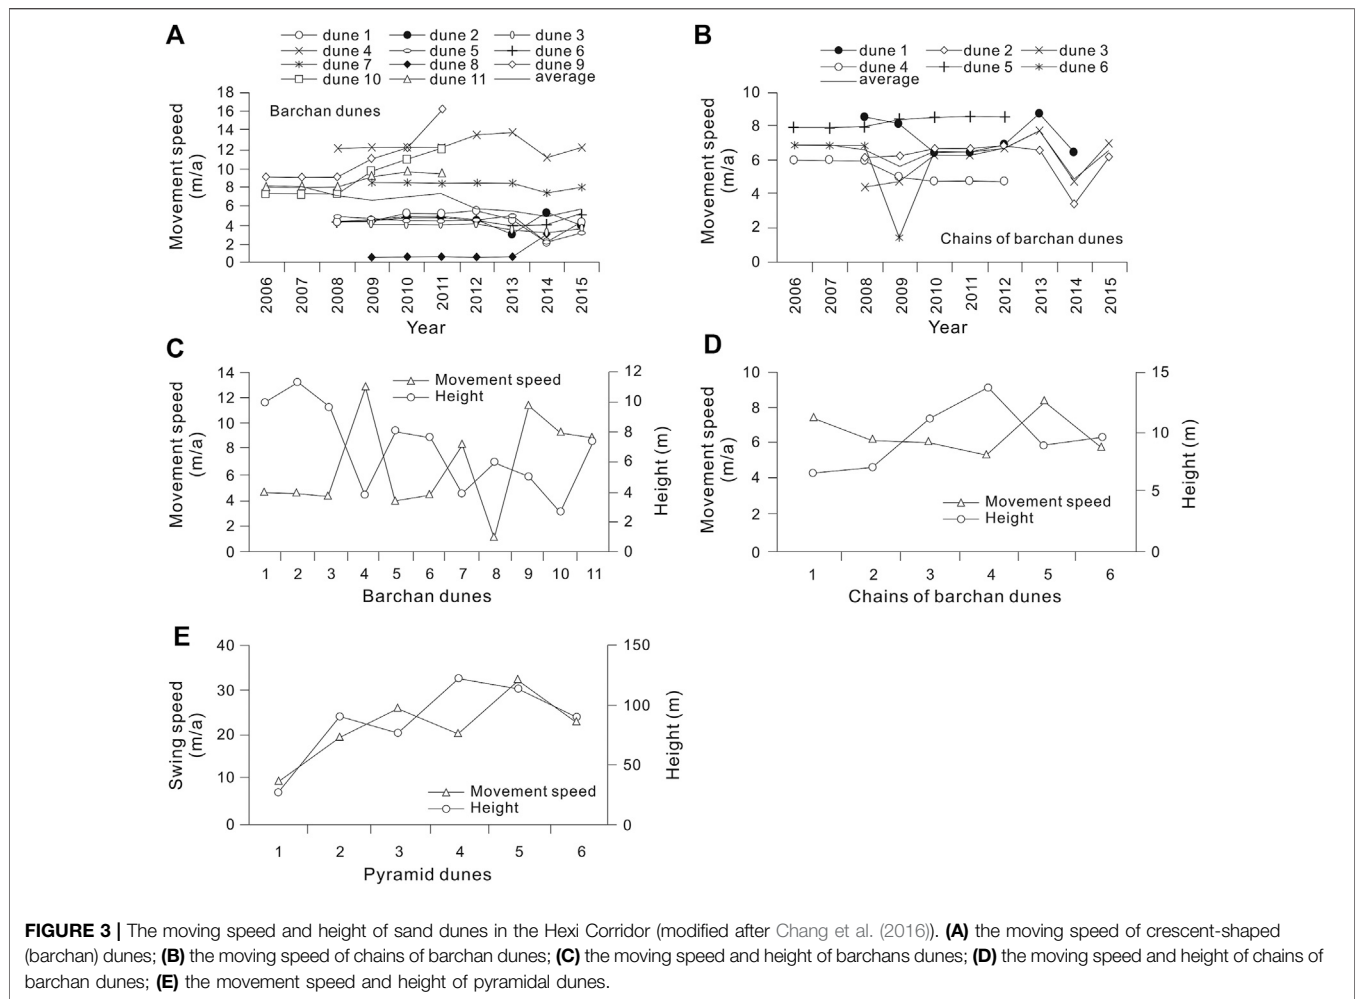 A
dune 1 dune 2 dune 3
dune 4 dune 5 dune 6
dune 7 dune 8 dune 9
dune 10 dune 11 average
Barchan dunes
Movement speed
(m/a)
18
16
14
12
10
8
6
4
2
0
2006 2007 2008 2009 2010 2011 2012 2013 2014 2015
Year
B
dune 1 dune 2 dune 3
dune 4 dune 5 dune 6
average
Movement speed
(m/a)
10
8
6
4
2
0
Chains of barchan dunes
2006 2007 2008 2009 2010 2011 2012 2013 2014 2015
Year
C
Movement speed
Height
Movement speed
(m/a)
14
12
10
8
6
4
2
0
12
10
8
6
4
2
0
Height (m)
1 2 3 4 5 6 7 8 9 10 11
Barchan dunes
D
Movement speed
(m/a)
10
8
6
4
2
0
15
10
5
0
Height (m)
Movement speed
Height
1 2 3 4 5 6
Chains of barchan dunes
E
Swing speed
(m/a)
40
30
20
10
0
150
100
50
0
Height (m)
Movement speed
Height
1 2 3 4 5 6
Pyramid dunes
FIGURE 3 | The moving speed and height of sand dunes in the Hexi Corridor (modified after Chang et al. (2016)). (A) the moving speed of crescent-shaped
(barchan) dunes; (B) the moving speed of chains of barchan dunes; (C) the moving speed and height of barchans dunes; (D) the moving speed and height of chains of
barchan dunes; (E) the movement speed and height of pyramidal dunes.